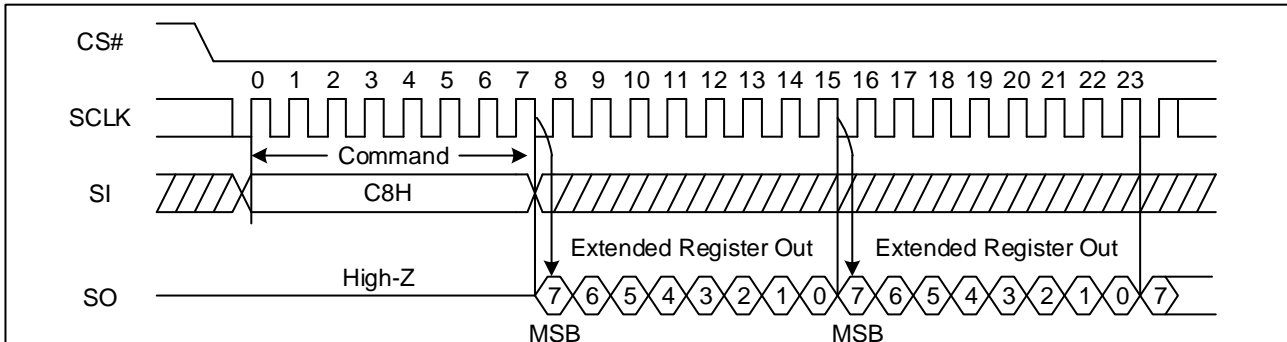 CS#
0 1 2 3 4 5 6 7 8 9 10 11 12 13 14 15 16 17 18 19 20 21 22 23
SCLK
Command
SI
C8H
Extended Register Out Extended Register Out
High-Z
SO
7 6 5 4 3 2 1 0 7 6 5 4 3 2 1 0 7
MSB MSB